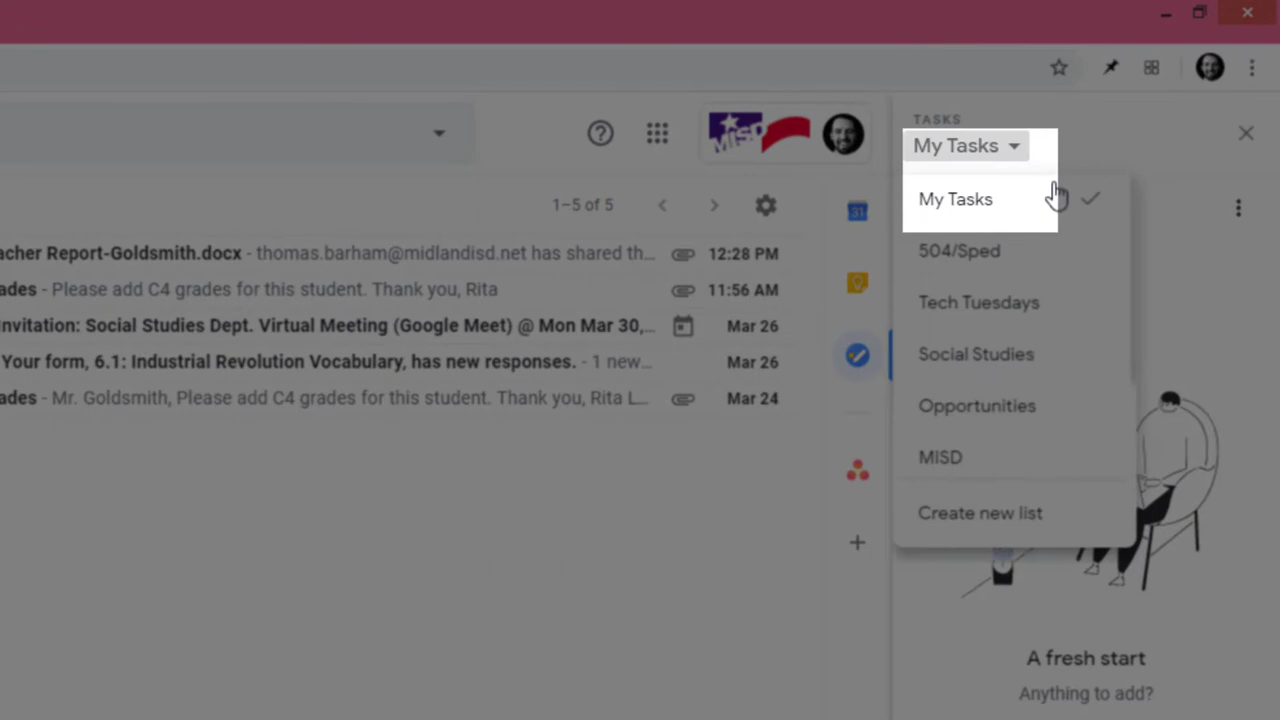 TASKS
My Tasks
My Tasks
504/Sped
Tech Tuesdays
Social Studies
Opportunities
MISD
Create new list
A fresh start
Anything to add?
MISD
1–5 of 5
31
acher Report-Goldsmith.docx - thomas.barham@midlandisd.net has shared th… 12:28 PM
ades - Please add C4 grades for this student. Thank you, Rita 11:56 AM
nvitation: Social Studies Dept. Virtual Meeting (Google Meet) @ Mon Mar 30,… Mar 26
Your form, 6.1: Industrial Revolution Vocabulary, has new responses. - 1 new… Mar 26
ades - Mr. Goldsmith, Please add C4 grades for this student. Thank you, Rita L… Mar 24